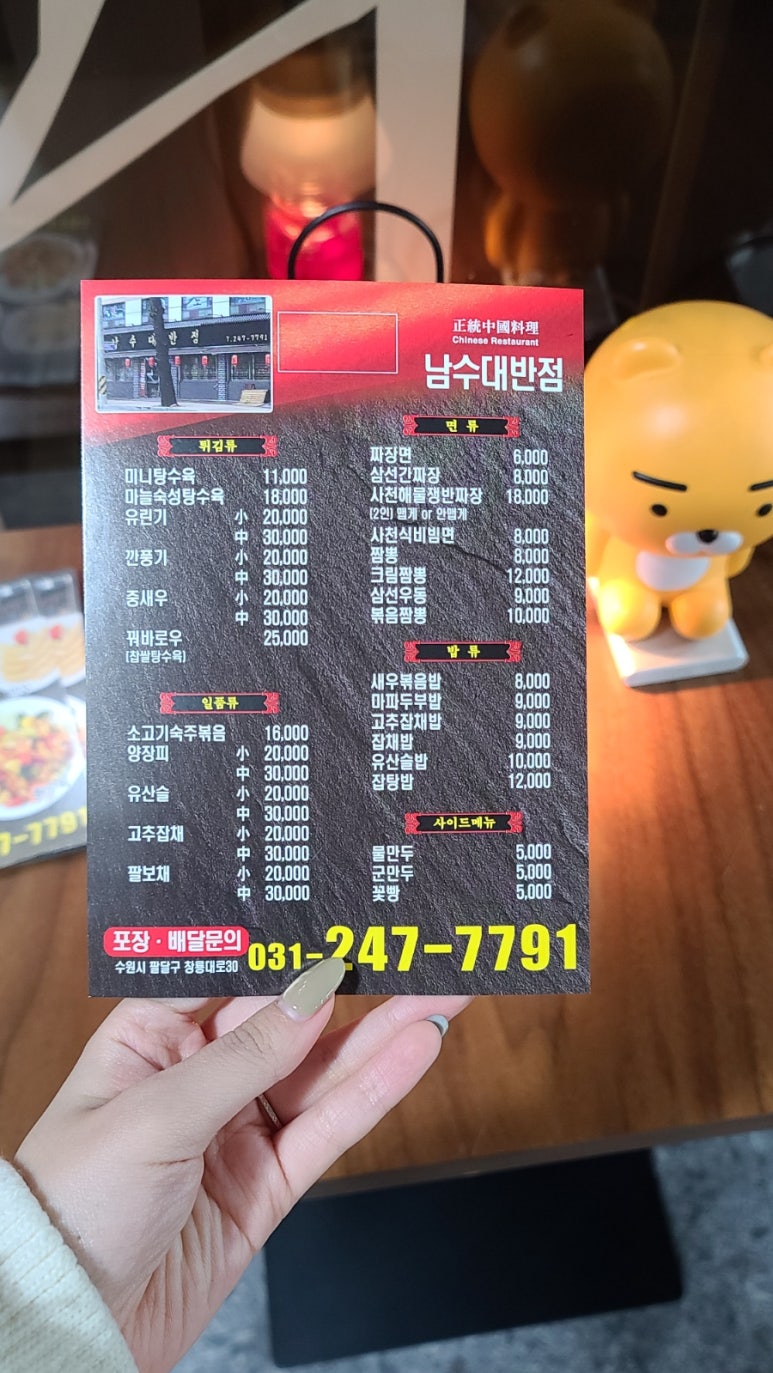 남수대반점
T.247-7791
正統中國料理
Chinese Restaurant
남수대반점
튀김류
미니탕수육 11,000
마늘숙성탕수육 18,000
유린기 小 20,000
中 30,000
깐풍기 小 20,000
中 30,000
중새우 小 20,000
中 30,000
꿔바로우 25,000
(찹쌀탕수육)
일품류
소고기숙주볶음 16,000
양장피 小 20,000
中 30,000
유산슬 小 20,000
中 30,000
고추잡채 小 20,000
中 30,000
팔보채 小 20,000
中 30,000
면 류
짜장면 6,000
삼선간짜장 8,000
사천해물쟁반짜장 18,000
(2인) 맵게 or 안맵게
사천식비빔면 8,000
짬뽕 8,000
크림짬뽕 12,000
삼선우동 9,000
볶음짬뽕 10,000
밥 류
새우볶음밥 8,000
마파두부밥 9,000
고추잡채밥 9,000
잡채밥 9,000
유산슬밥 10,000
잡탕밥 12,000
사이드메뉴
물만두 5,000
군만두 5,000
꽃빵 5,000
포장 · 배달문의
수원시 팔달구 창룡대로30
031-247-7791
7-7791